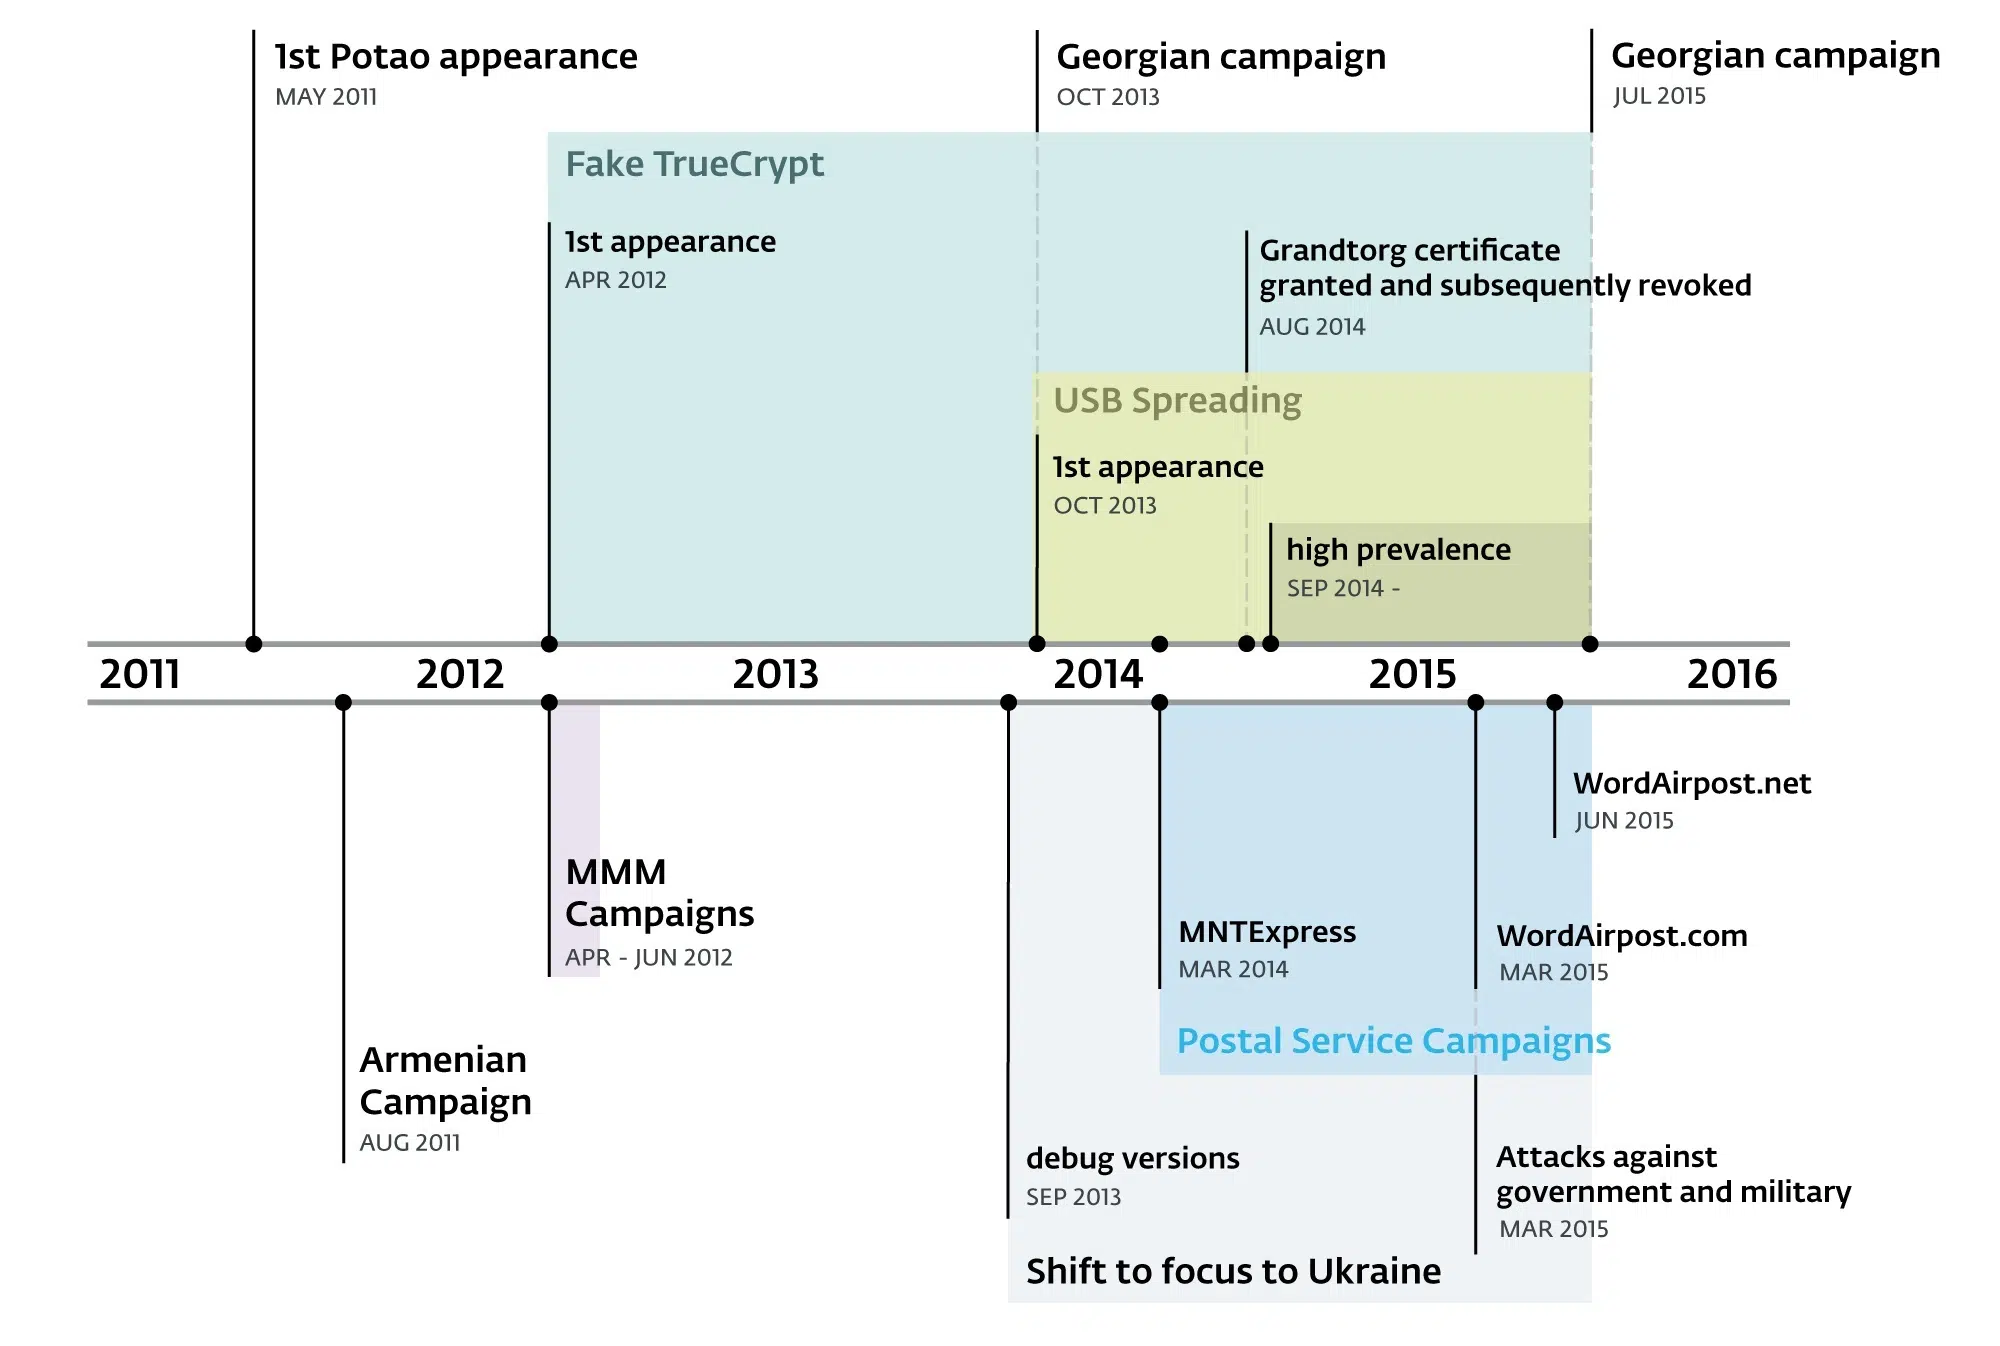 1st Potao appearance
MAY 2011
Georgian campaign
OCT 2013
Georgian campaign
JUL 2015
Fake TrueCrypt
1st appearance
APR 2012
Grandtorg certificate
granted and subsequently revoked
AUG 2014
USB Spreading
1st appearance
OCT 2013
high prevalence
SEP 2014 -
2011
2012
2013
2014
2015
2016
WordAirpost.net
JUN 2015
MMM
Campaigns
APR - JUN 2012
MNTExpress
MAR 2014
WordAirpost.com
MAR 2015
Postal Service Campaigns
Armenian
Campaign
AUG 2011
debug versions
SEP 2013
Attacks against
government and military
MAR 2015
Shift to focus to Ukraine